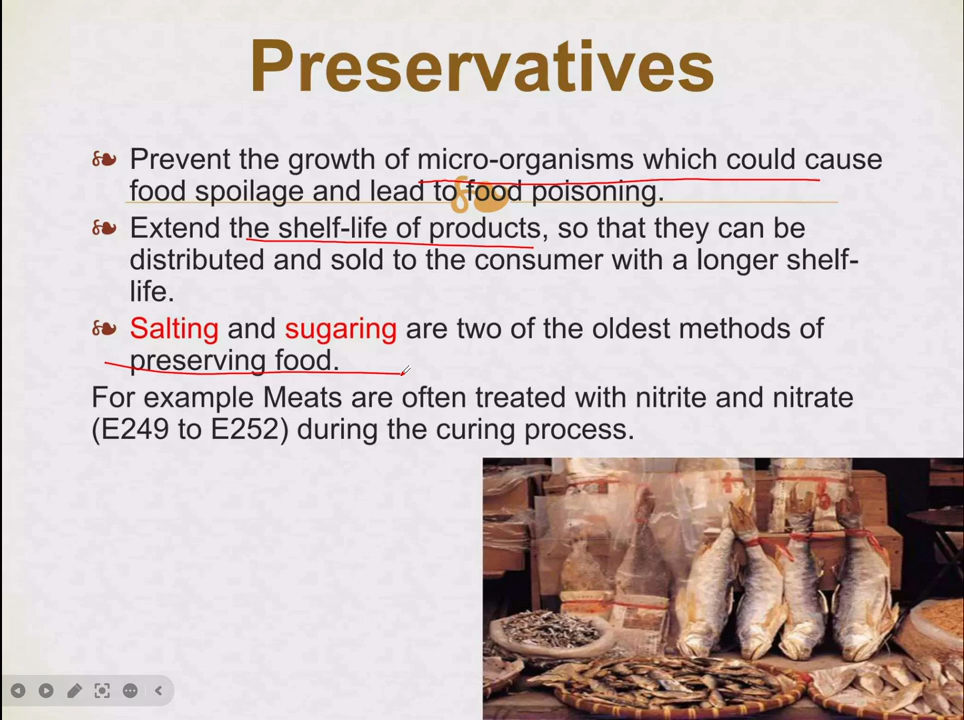 Preservatives
Prevent the growth of micro-organisms which could cause
food spoilage and lead to food poisoning.
Extend the shelf-life of products, so that they can be
distributed and sold to the consumer with a longer shelf-
life.
Salting and sugaring are two of the oldest methods of
preserving food.
For example Meats are often treated with nitrite and nitrate
(E249 to E252) during the curing process.